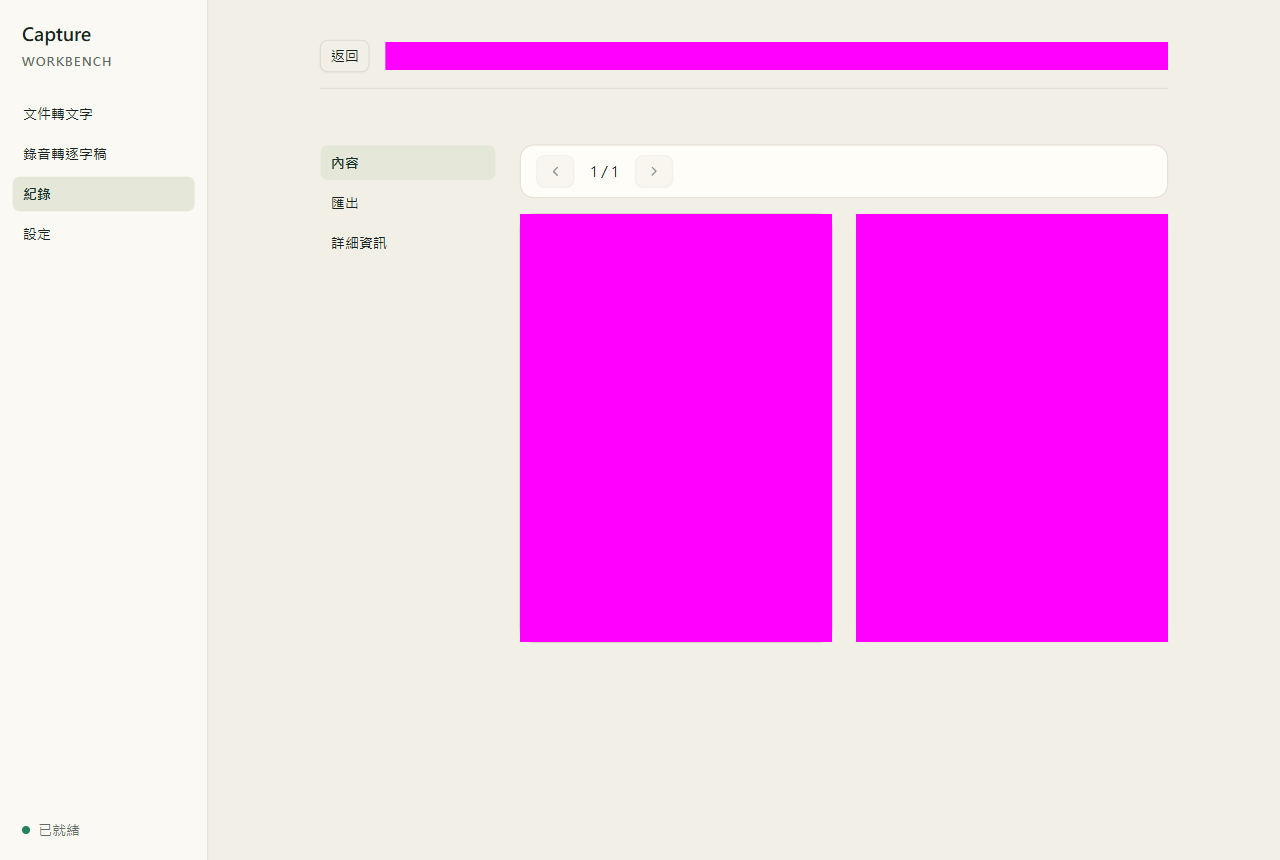 Capture
WORKBENCH
文件轉文字
錄音轉逐字稿
紀錄
設定
已就緒
返回
內容
匯出
詳細資訊
1 / 1